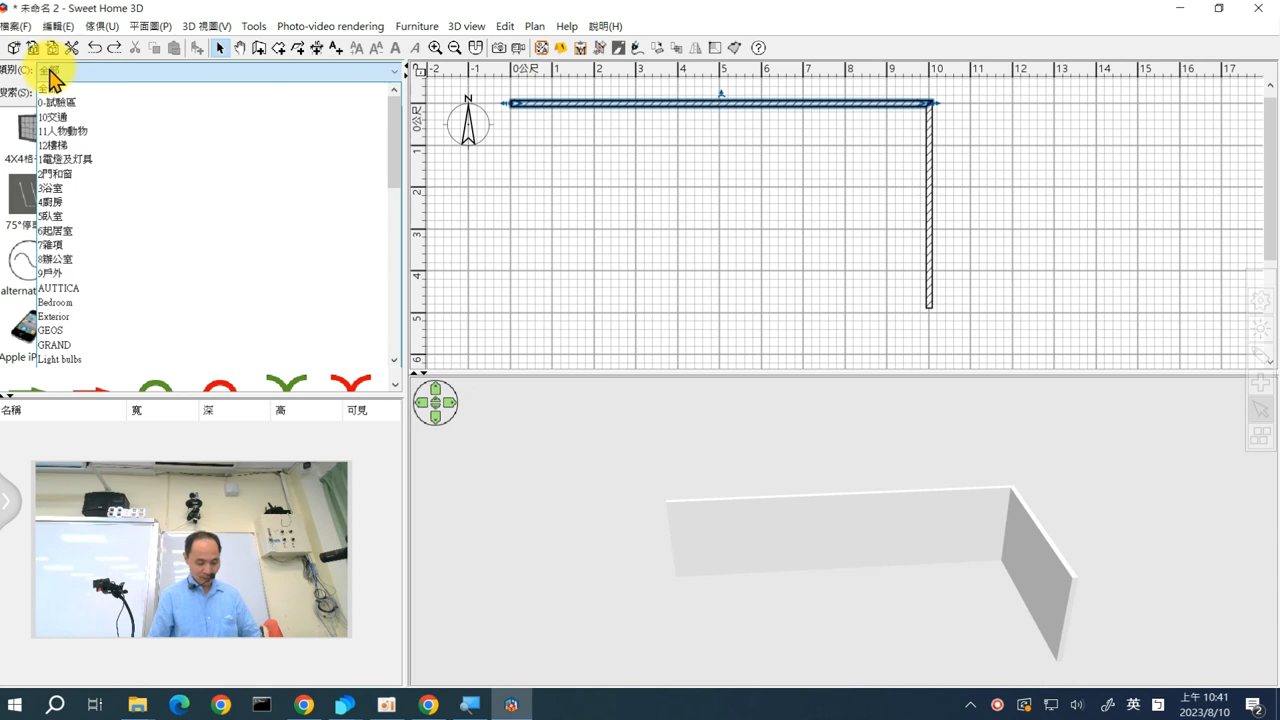 * 未命名 2 - Sweet Home 3D
檔案(F) 編輯(E) 傢俱(U) 平面圖(P) 3D 視圖(V) Tools Photo-video rendering Furniture 3D view Edit Plan Help 說明(H)
類別(C): 全部
搜索(S):
0-試驗區
10交通
11人物動物
12樓梯
1電燈及灯具
2門和窗
3浴室
4廚房
5臥室
6起居室
7雜項
8辦公室
9戶外
AUTTICA
Bedroom
Exterior
GEOS
GRAND
Light bulbs
4X4格
75°停
alternat
Apple iP
-2 -1 0公尺 1 2 3 4 5 6 7 8 9 10 11 12 13 14 15 16 17
0公尺
1
2
3
4
5
6
N
名稱 寬 深 高 可見
英
上午 10:41
2023/8/10
2